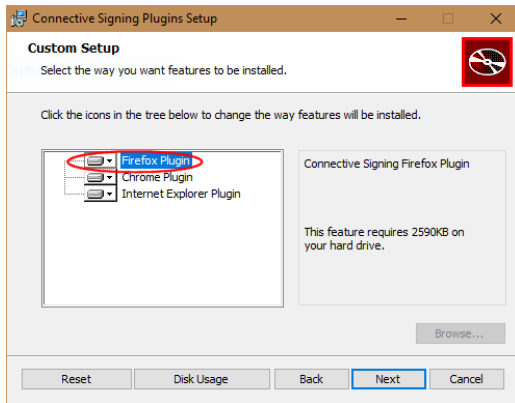 Connective Signing Plugins Setup
Custom Setup
Select the way you want features to be installed.
Click the icons in the tree below to change the way features will be installed.
Firefox Plugin
Chrome Plugin
Internet Explorer Plugin
Connective Signing Firefox Plugin
This feature requires 2590KB on
your hard drive.
Browse...
Reset
Disk Usage
Back
Next
Cancel